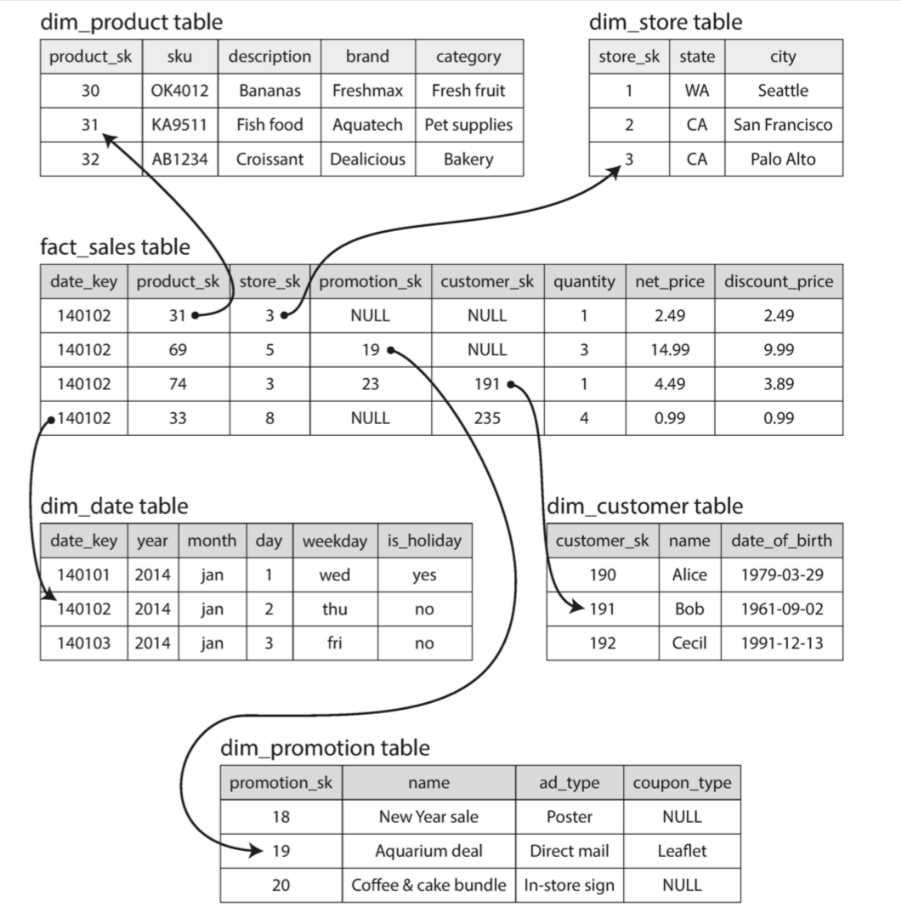 dim_product table
product_sk sku description brand category
30 OK4012 Bananas Freshmax Fresh fruit
31 KA9511 Fish food Aquatech Pet supplies
32 AB1234 Croissant Dealicious Bakery
dim_store table
store_sk state city
1 WA Seattle
2 CA San Francisco
3 CA Palo Alto
fact_sales table
date_key product_sk store_sk promotion_sk customer_sk quantity net_price discount_price
140102 31 3 NULL NULL 1 2.49 2.49
140102 69 5 19 NULL 3 14.99 9.99
140102 74 3 23 191 1 4.49 3.89
140102 33 8 NULL 235 4 0.99 0.99
dim_date table
date_key year month day weekday is_holiday
140101 2014 jan 1 wed yes
140102 2014 jan 2 thu no
140103 2014 jan 3 fri no
dim_customer table
customer_sk name date_of_birth
190 Alice 1979-03-29
191 Bob 1961-09-02
192 Cecil 1991-12-13
dim_promotion table
promotion_sk name ad_type coupon_type
18 New Year sale Poster NULL
19 Aquarium deal Direct mail Leaflet
20 Coffee & cake bundle In-store sign NULL